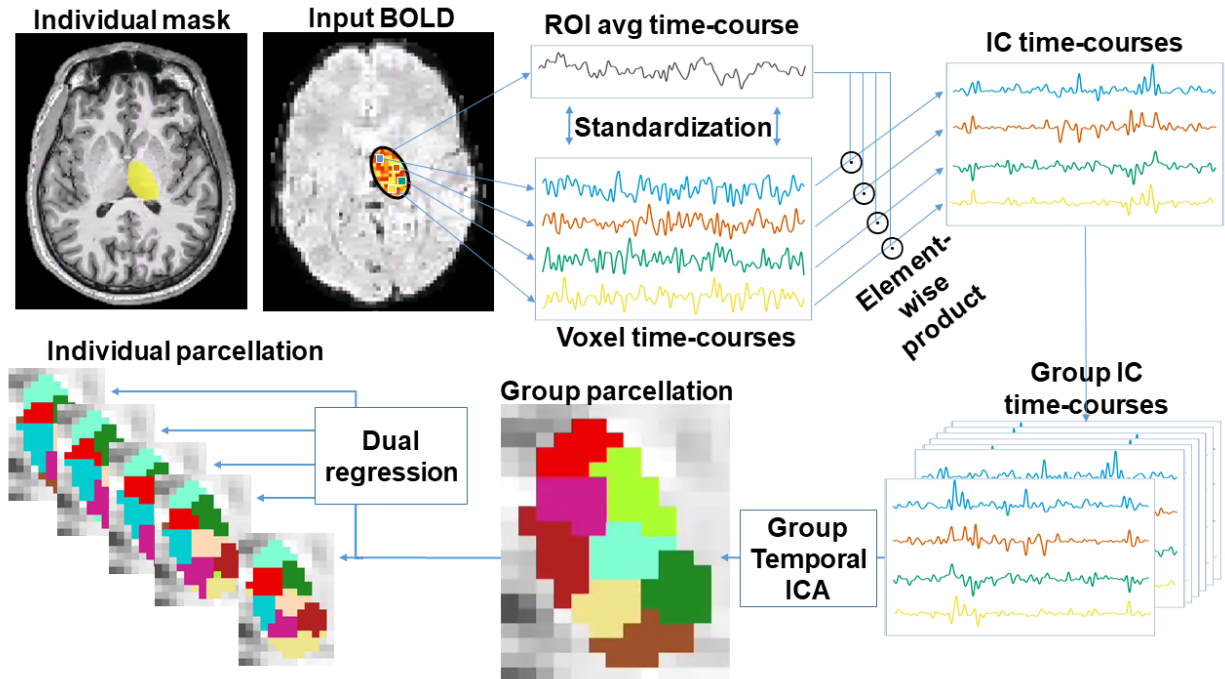 Individual mask
Input BOLD
ROI avg time-course
IC time-courses
Standardization
Element-
wise
product
Voxel time-courses
Individual parcellation
Group parcellation
Group IC
time-courses
Dual
regression
Group
Temporal
ICA